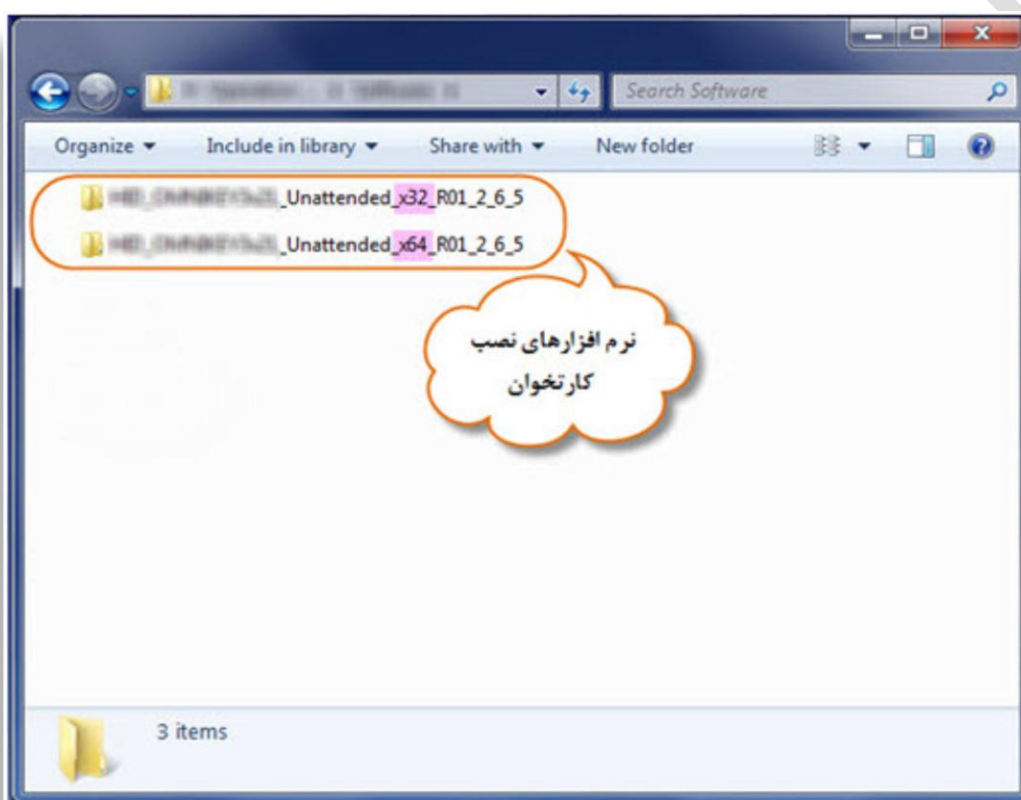 Search Software
Organize
Include in library
Share with
New folder
_Unattended_x32_R01_2_6_5
_Unattended_x64_R01_2_6_5
نرم افزارهای نصب
کارتخوان
3 items